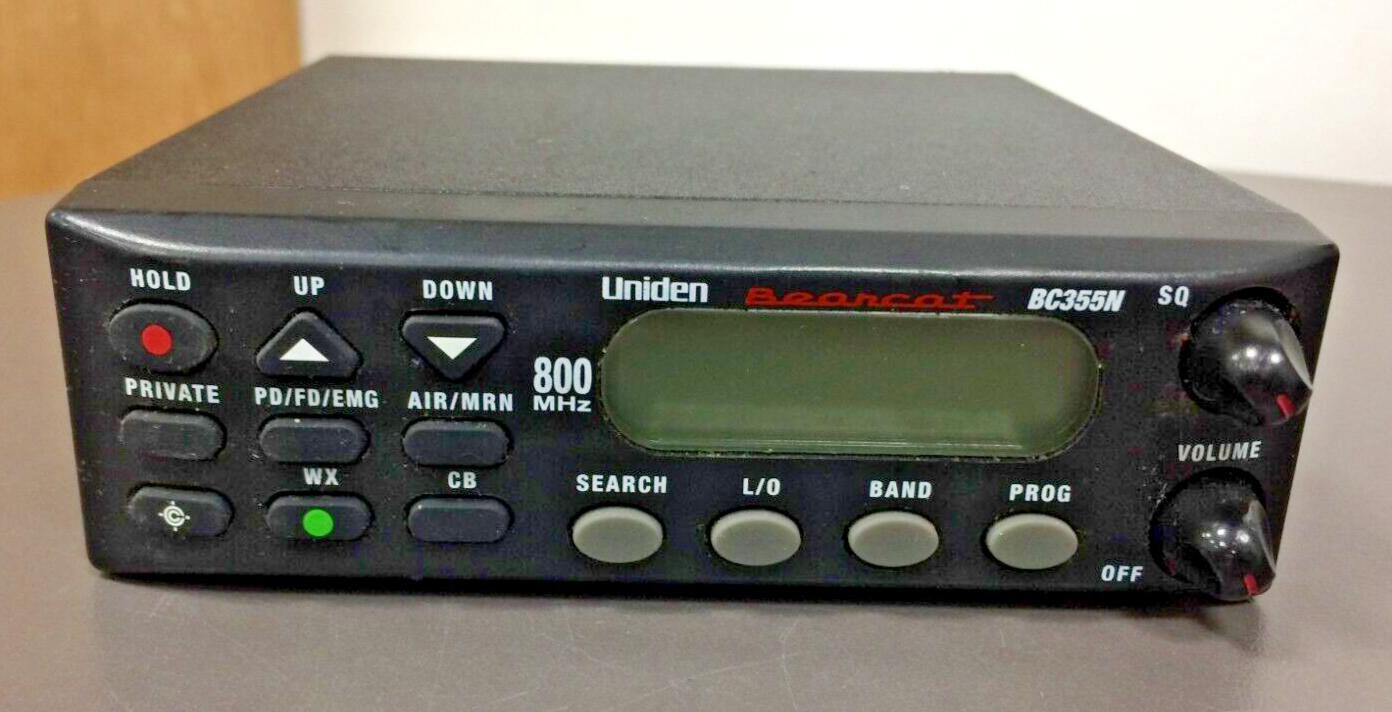 HOLD UP DOWN
Uniden Bearcat BC355N SQ
PRIVATE PD/FD/EMG AIR/MRN
800
MHz
VOLUME
WX CB
SEARCH L/O BAND PROG
C
OFF